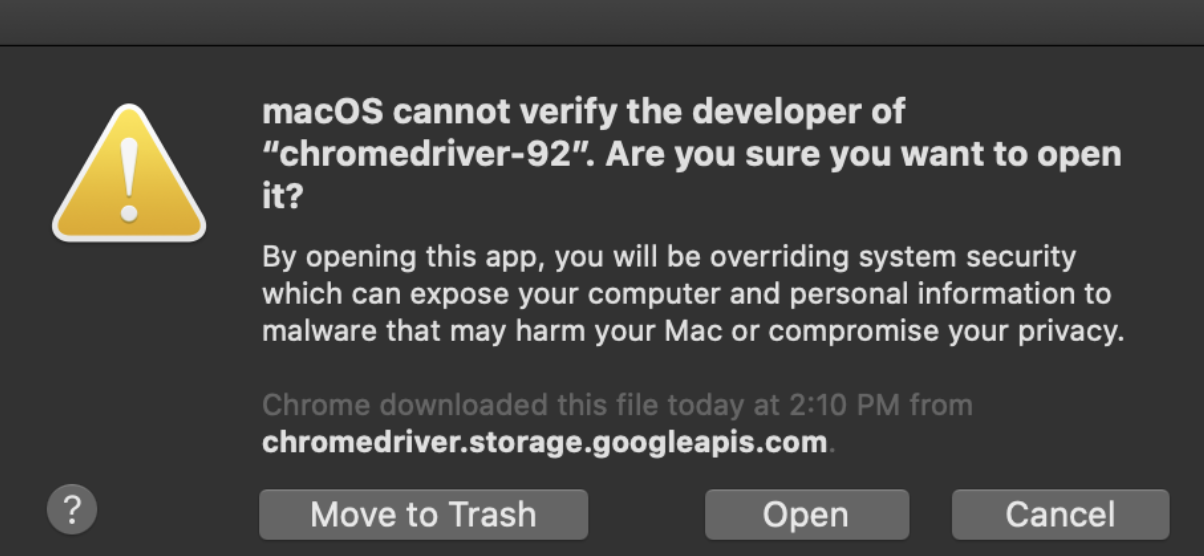 macOS cannot verify the developer of
“chromedriver-92”. Are you sure you want to open
it?
By opening this app, you will be overriding system security
which can expose your computer and personal information to
malware that may harm your Mac or compromise your privacy.
Chrome downloaded this file today at 2:10 PM from
chromedriver.storage.googleapis.com.
? Move to Trash Open Cancel